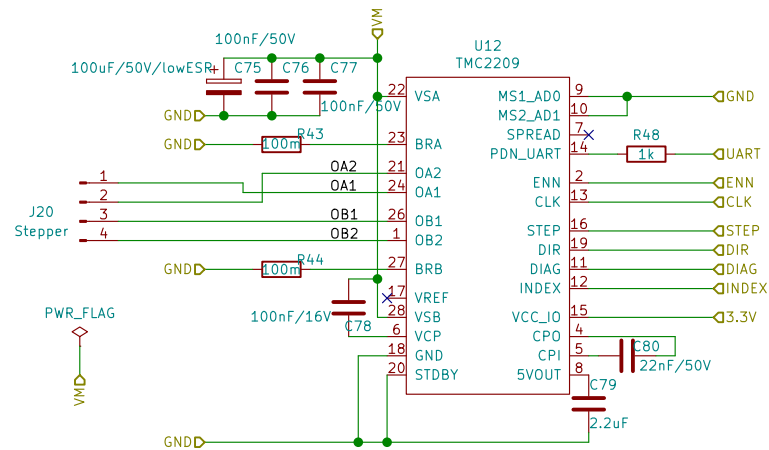 VM
U12
TMC2209
100nF/50V
100uF/50V/lowESR
+
C75
C76
C77
100nF/50V
GND
22
VSA
MS1_AD0
9
GND
MS2_AD1
10
SPREAD
7
GND
R43
100m
23
BRA
PDN_UART
14
R48
1k
UART
OA2
21
OA2
1
OA1
24
OA1
ENN
2
ENN
2
CLK
13
CLK
J20
Stepper
3
OB1
26
OB1
STEP
16
STEP
4
OB2
1
OB2
DIR
19
DIR
GND
R44
100m
27
BRB
DIAG
11
DIAG
INDEX
12
INDEX
17
VREF
100nF/16V
C78
28
VSB
VCC_IO
15
3.3V
PWR_FLAG
VM
6
VCP
CPO
4
18
GND
CPI
5
C80
22nF/50V
20
STDBY
5VOUT
8
C79
2.2uF
GND